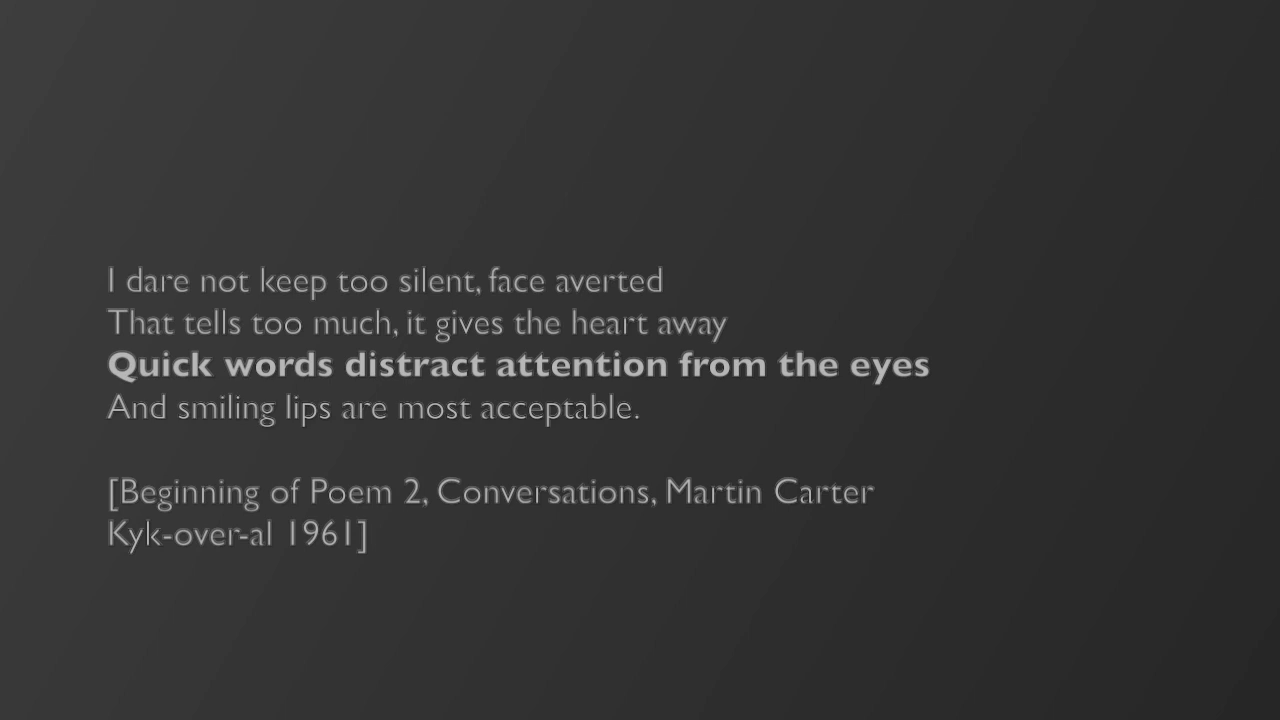 I dare not keep too silent, face averted
That tells too much, it gives the heart away
Quick words distract attention from the eyes
And smiling lips are most acceptable.
[Beginning of Poem 2, Conversations, Martin Carter
Kyk-over-al 1961]